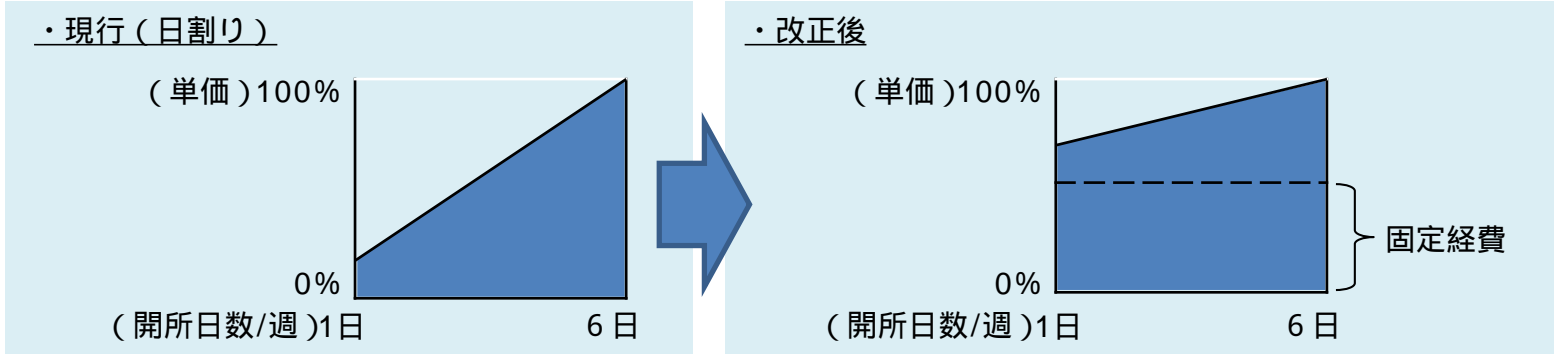 ・現行（日割り）
（単価）100%
0%
（開所日数/週）1日
6日
・改正後
（単価）100%
固定経費
0%
（開所日数/週）1日
6日